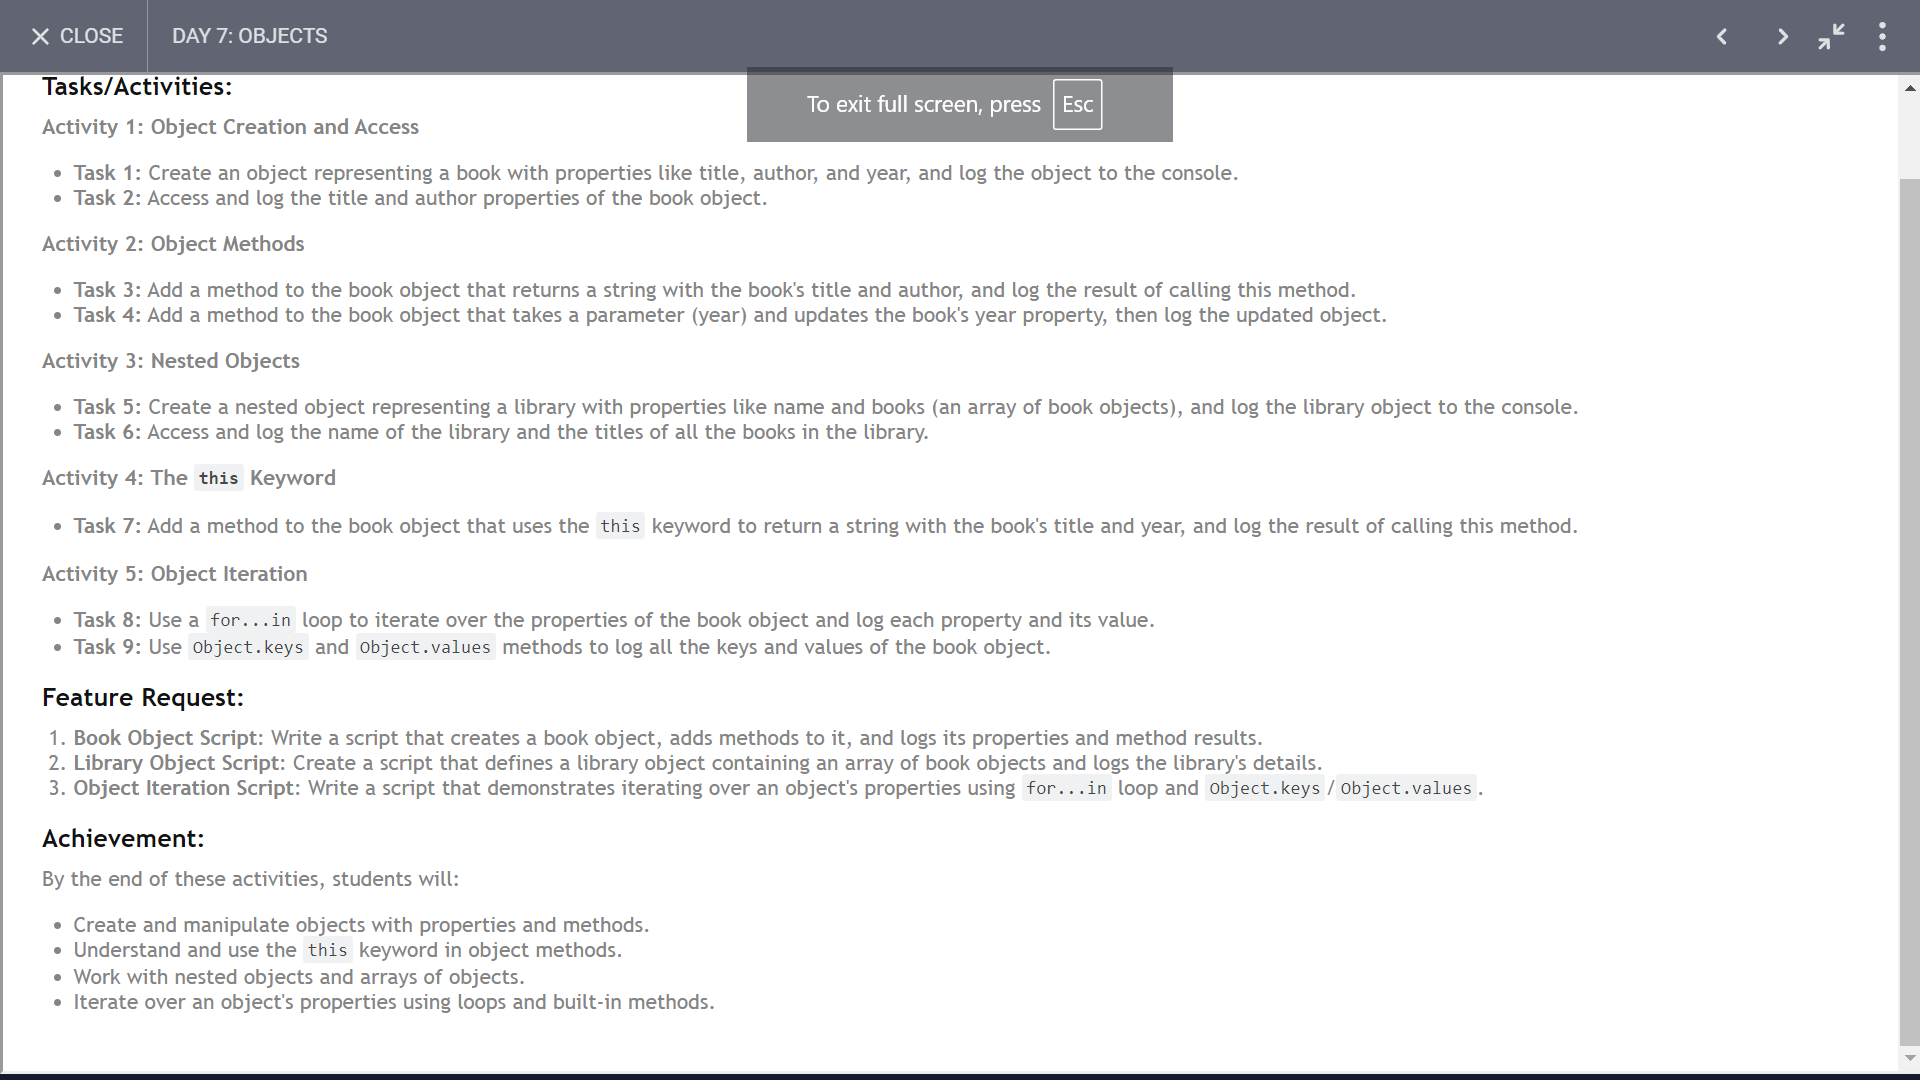 CLOSE
DAY 7: OBJECTS
To exit full screen, press Esc
Tasks/Activities:
Activity 1: Object Creation and Access
Task 1: Create an object representing a book with properties like title, author, and year, and log the object to the console.
Task 2: Access and log the title and author properties of the book object.
Activity 2: Object Methods
Task 3: Add a method to the book object that returns a string with the book's title and author, and log the result of calling this method.
Task 4: Add a method to the book object that takes a parameter (year) and updates the book's year property, then log the updated object.
Activity 3: Nested Objects
Task 5: Create a nested object representing a library with properties like name and books (an array of book objects), and log the library object to the console.
Task 6: Access and log the name of the library and the titles of all the books in the library.
Activity 4: The this Keyword
Task 7: Add a method to the book object that uses the this keyword to return a string with the book's title and year, and log the result of calling this method.
Activity 5: Object Iteration
Task 8: Use a for...in loop to iterate over the properties of the book object and log each property and its value.
Task 9: Use Object.keys and Object.values methods to log all the keys and values of the book object.
Feature Request:
1. Book Object Script: Write a script that creates a book object, adds methods to it, and logs its properties and method results.
2. Library Object Script: Create a script that defines a library object containing an array of book objects and logs the library's details.
3. Object Iteration Script: Write a script that demonstrates iterating over an object's properties using for...in loop and Object.keys/Object.values.
Achievement:
By the end of these activities, students will:
Create and manipulate objects with properties and methods.
Understand and use the this keyword in object methods.
Work with nested objects and arrays of objects.
Iterate over an object's properties using loops and built-in methods.